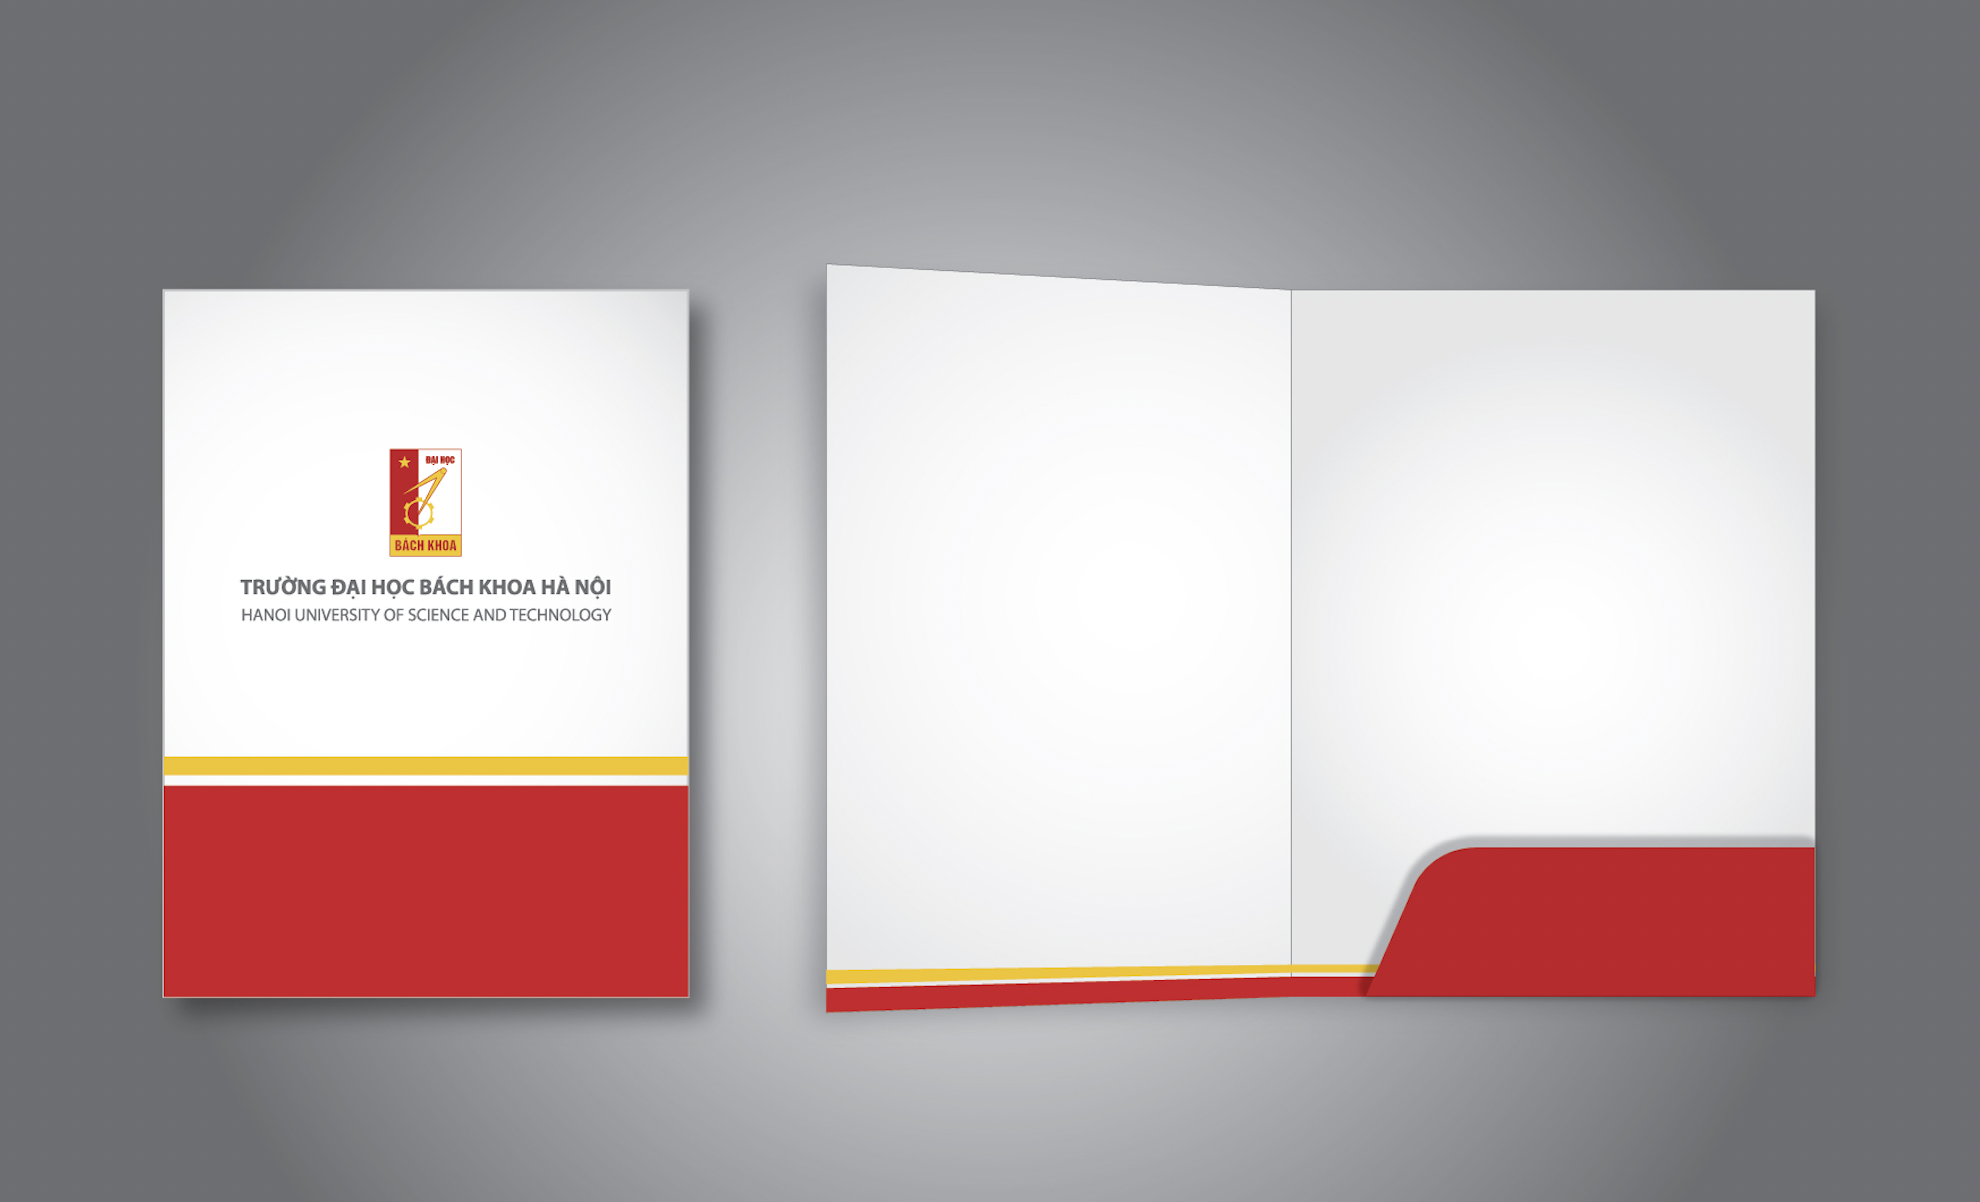 ĐẠI HỌC
BÁCH KHOA
TRƯỜNG ĐẠI HỌC BÁCH KHOA HÀ NỘI
HANOI UNIVERSITY OF SCIENCE AND TECHNOLOGY